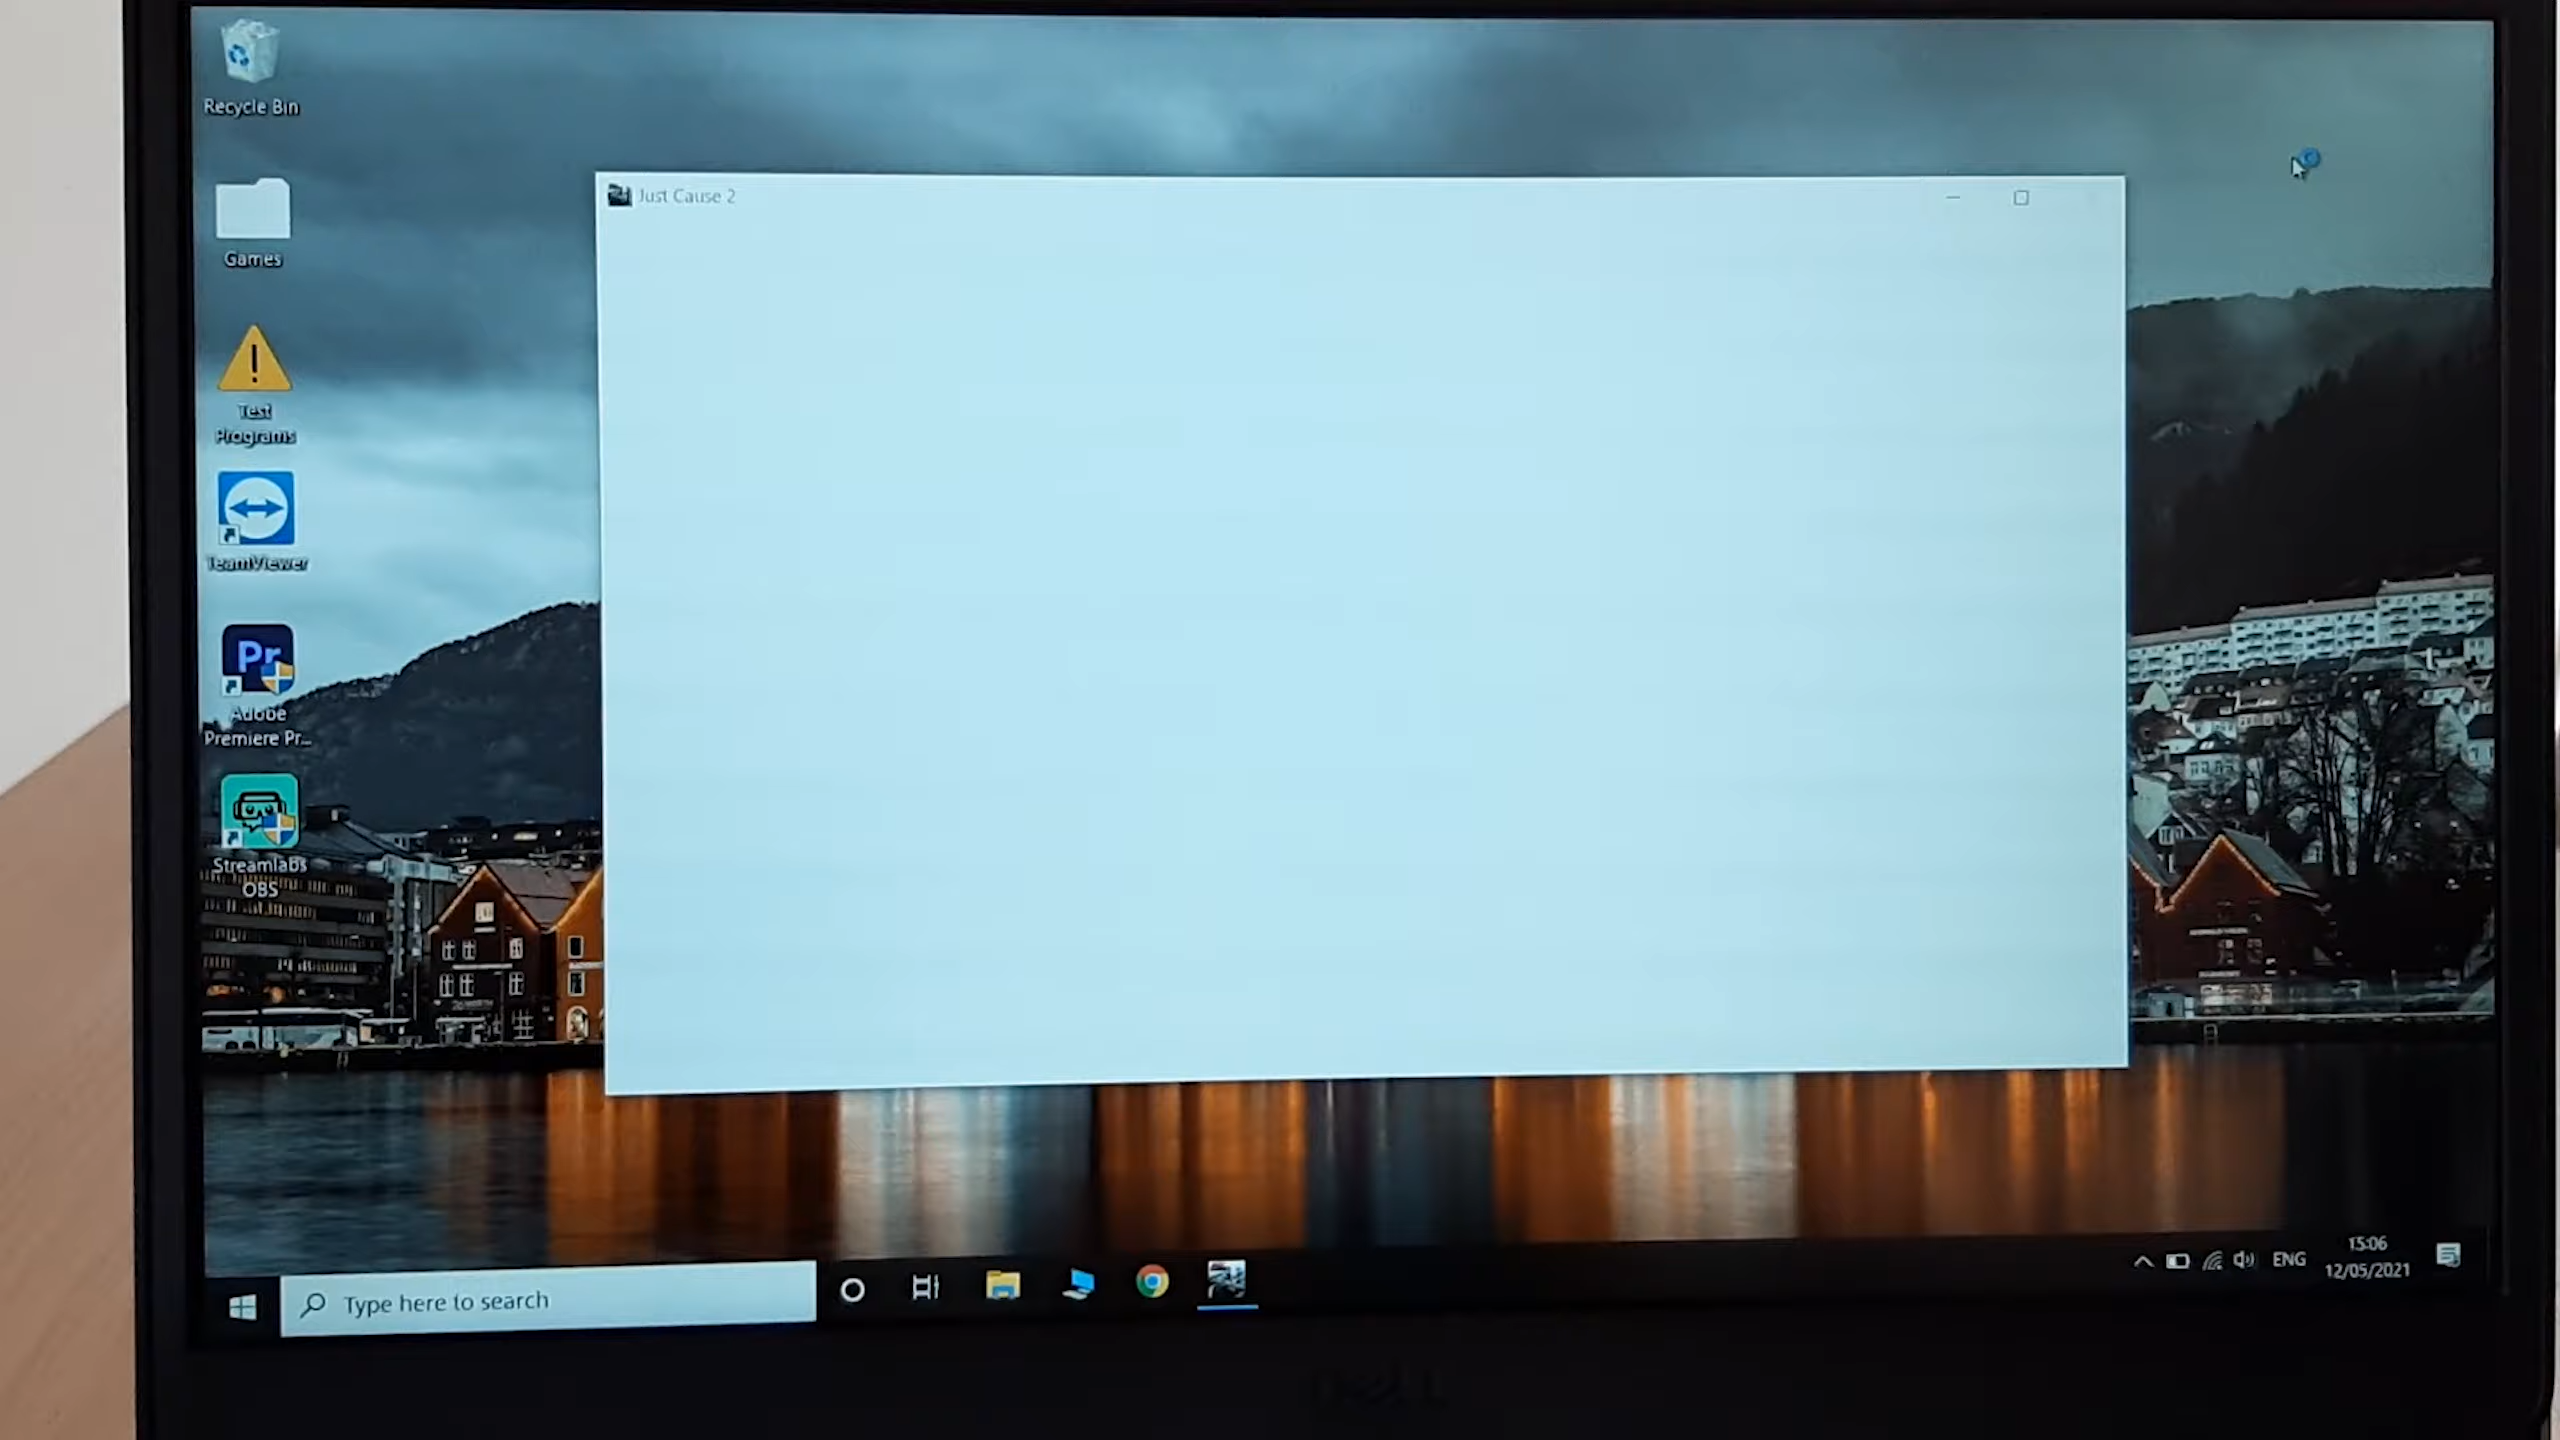 Recycle Bin
Games
Test
Programs
TeamViewer
Pr
Adobe
Premiere Pr...
Streamlabs
OBS
Just Cause 2
Type here to search
ENG
15:06
12/05/2021